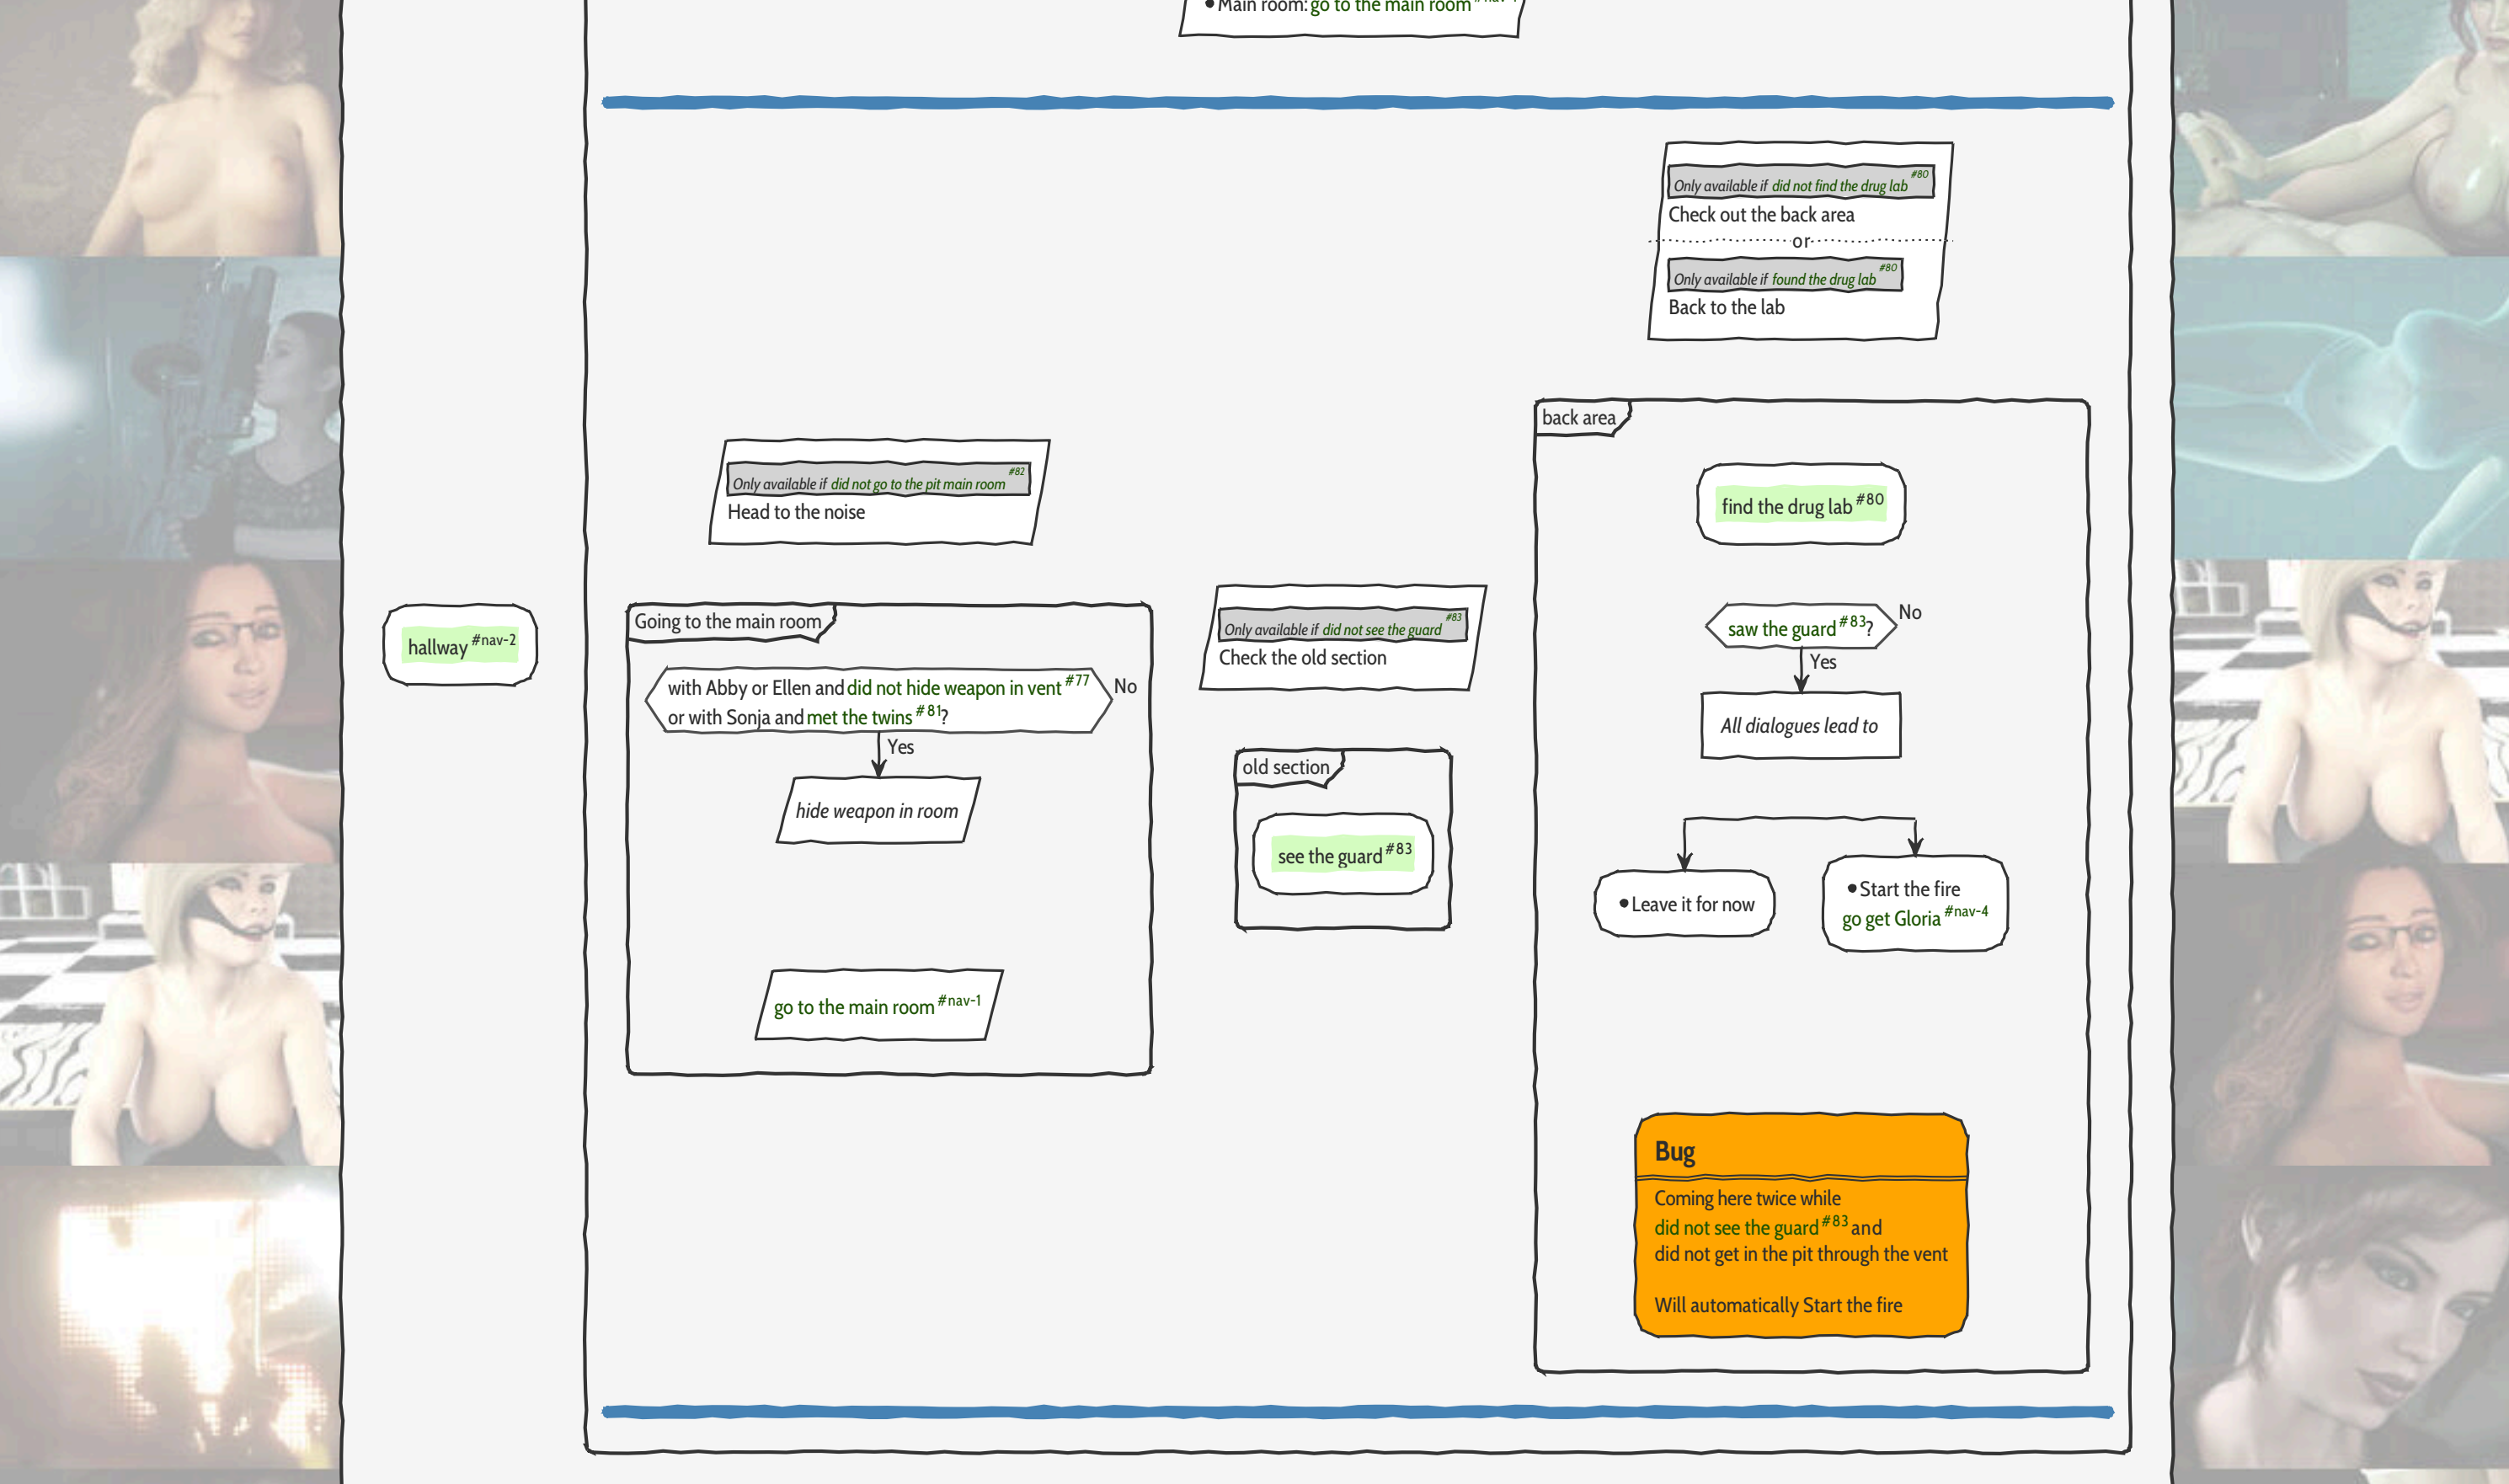 • Main room: go to the main room
Only available if did not find the drug lab #80
Check out the back area
or
Only available if found the drug lab #80
Back to the lab
hallway #nav-2
Only available if did not go to the pit main room #82
Head to the noise
Going to the main room
with Abby or Ellen and did not hide weapon in vent #77
or with Sonja and met the twins #81?
No
Yes
hide weapon in room
go to the main room #nav-1
Only available if did not see the guard #83
Check the old section
old section
see the guard #83
back area
find the drug lab #80
saw the guard #83?
No
Yes
All dialogues lead to
• Leave it for now
• Start the fire
go get Gloria #nav-4
Bug
Coming here twice while
did not see the guard #83 and
did not get in the pit through the vent
Will automatically Start the fire